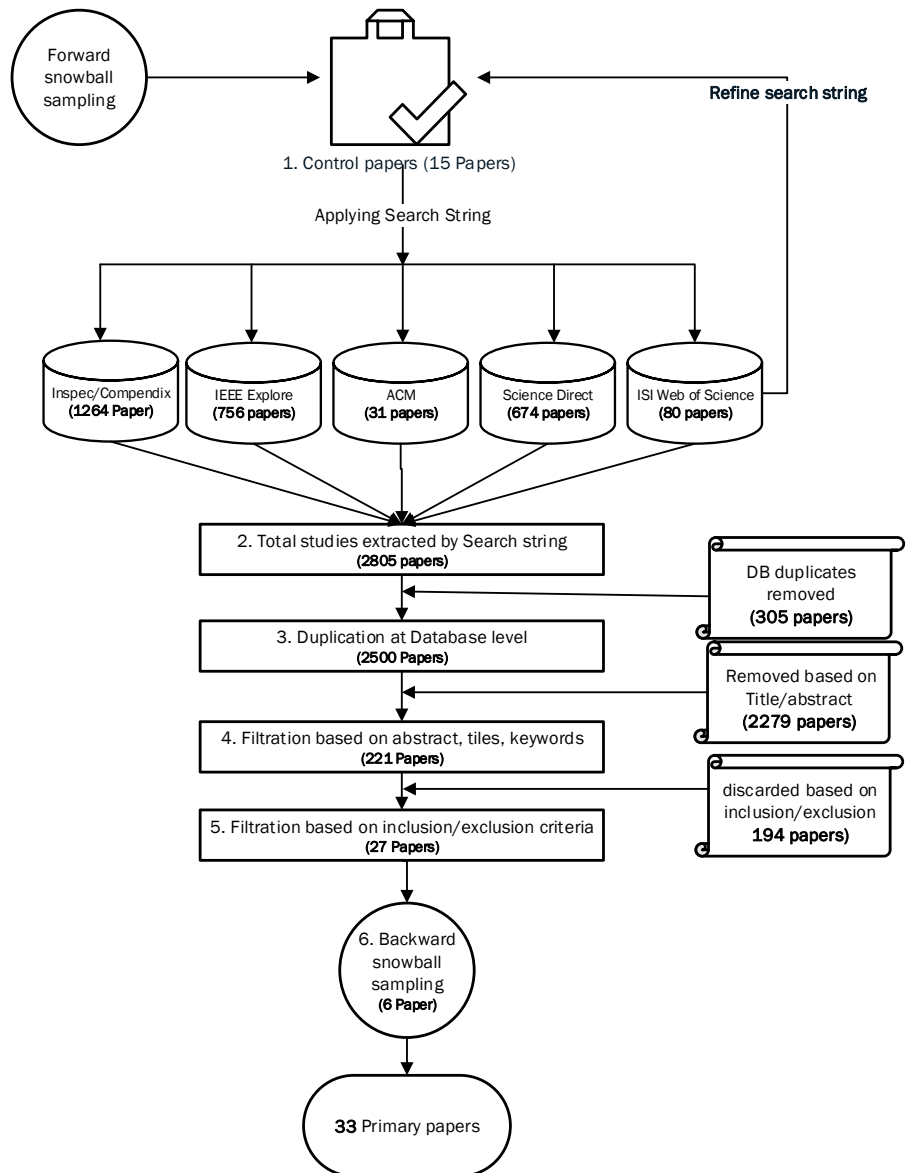 Forward
snowball
sampling
Refine search string
1. Control papers (15 Papers)
Applying Search String
Inspec/Compendix
(1264 Paper)
IEEE Explore
(756 papers)
ACM
(31 papers)
Science Direct
(674 papers)
ISI Web of Science
(80 papers)
2. Total studies extracted by Search string
(2805 papers)
DB duplicates
removed
(305 papers)
3. Duplication at Database level
(2500 Papers)
Removed based on
Title/abstract
(2279 papers)
4. Filtration based on abstract, tiles, keywords
(221 Papers)
discarded based on
inclusion/exclusion
194 papers)
5. Filtration based on inclusion/exclusion criteria
(27 Papers)
6. Backward
snowball
sampling
(6 Paper)
33 Primary papers